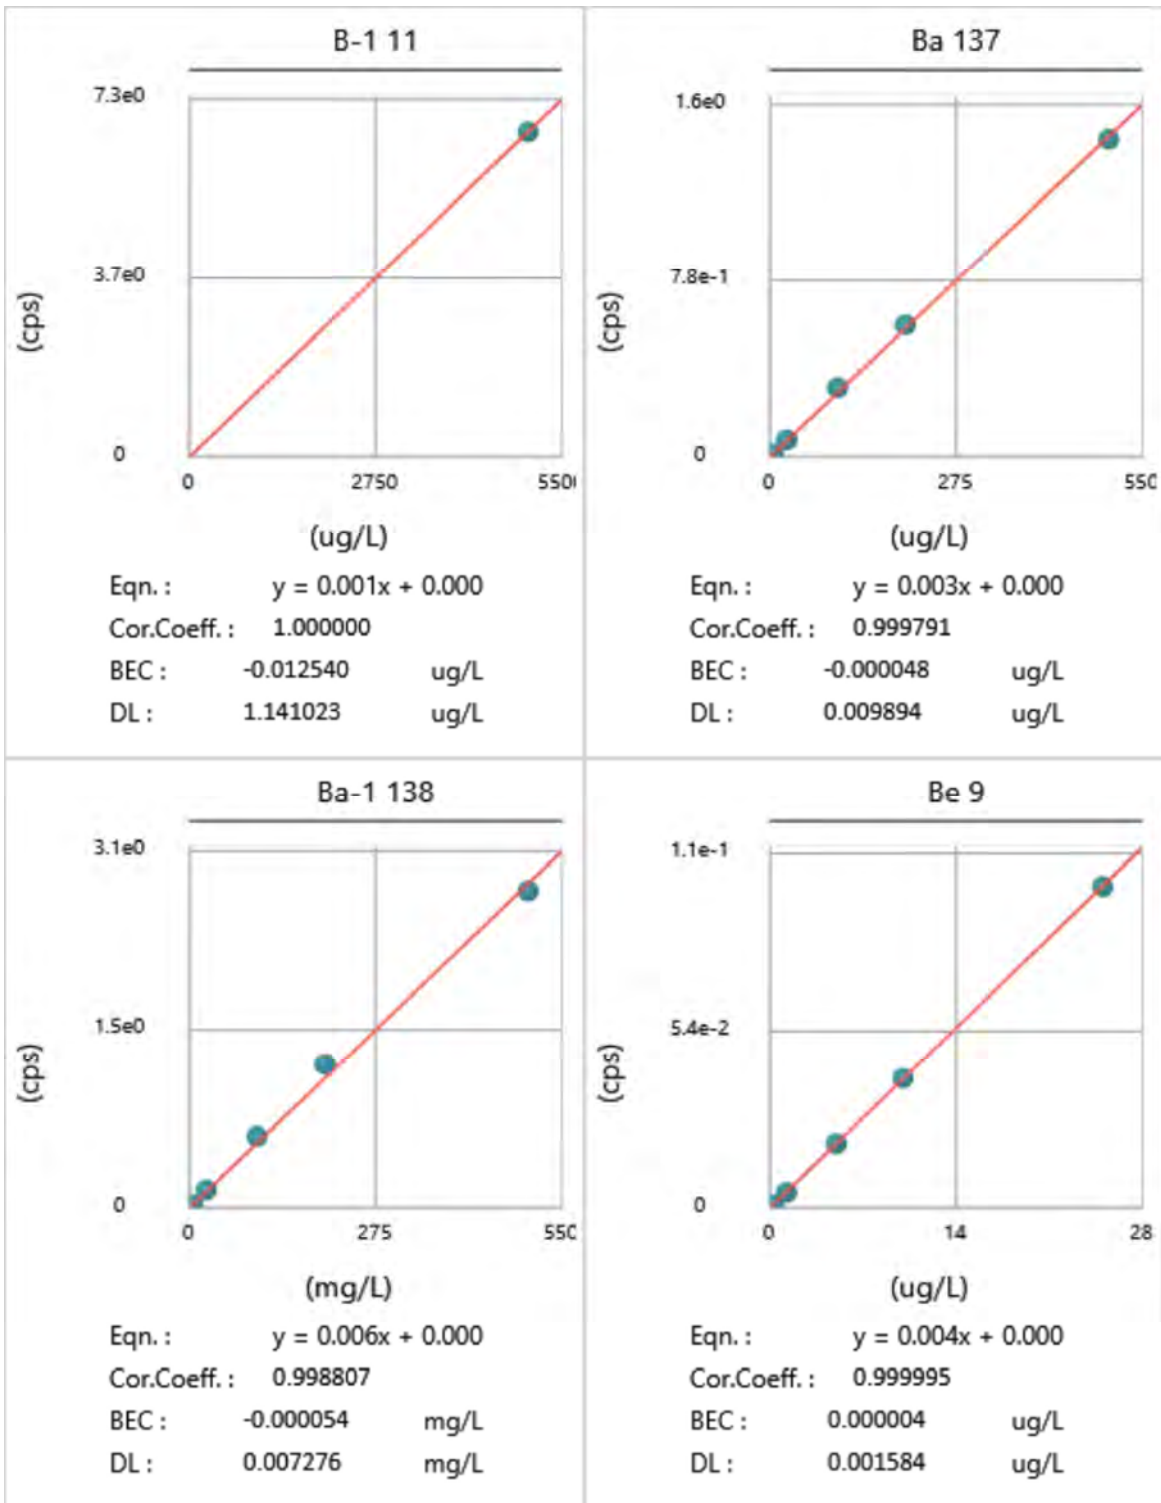 B-1 11
7.3e0
3.7e0
0
(cps)
0 2750 550
(ug/L)
Eqn. : y = 0.001x + 0.000
Cor.Coeff. : 1.000000
BEC : -0.012540 ug/L
DL : 1.141023 ug/L
Ba 137
1.6e0
7.8e-1
0
(cps)
0 275 550
(ug/L)
Eqn. : y = 0.003x + 0.000
Cor.Coeff. : 0.999791
BEC : -0.000048 ug/L
DL : 0.009894 ug/L
Ba-1 138
3.1e0
1.5e0
0
(cps)
0 275 550
(mg/L)
Eqn. : y = 0.006x + 0.000
Cor.Coeff. : 0.998807
BEC : -0.000054 mg/L
DL : 0.007276 mg/L
Be 9
1.1e-1
5.4e-2
0
(cps)
0 14 28
(ug/L)
Eqn. : y = 0.004x + 0.000
Cor.Coeff. : 0.999995
BEC : 0.000004 ug/L
DL : 0.001584 ug/L